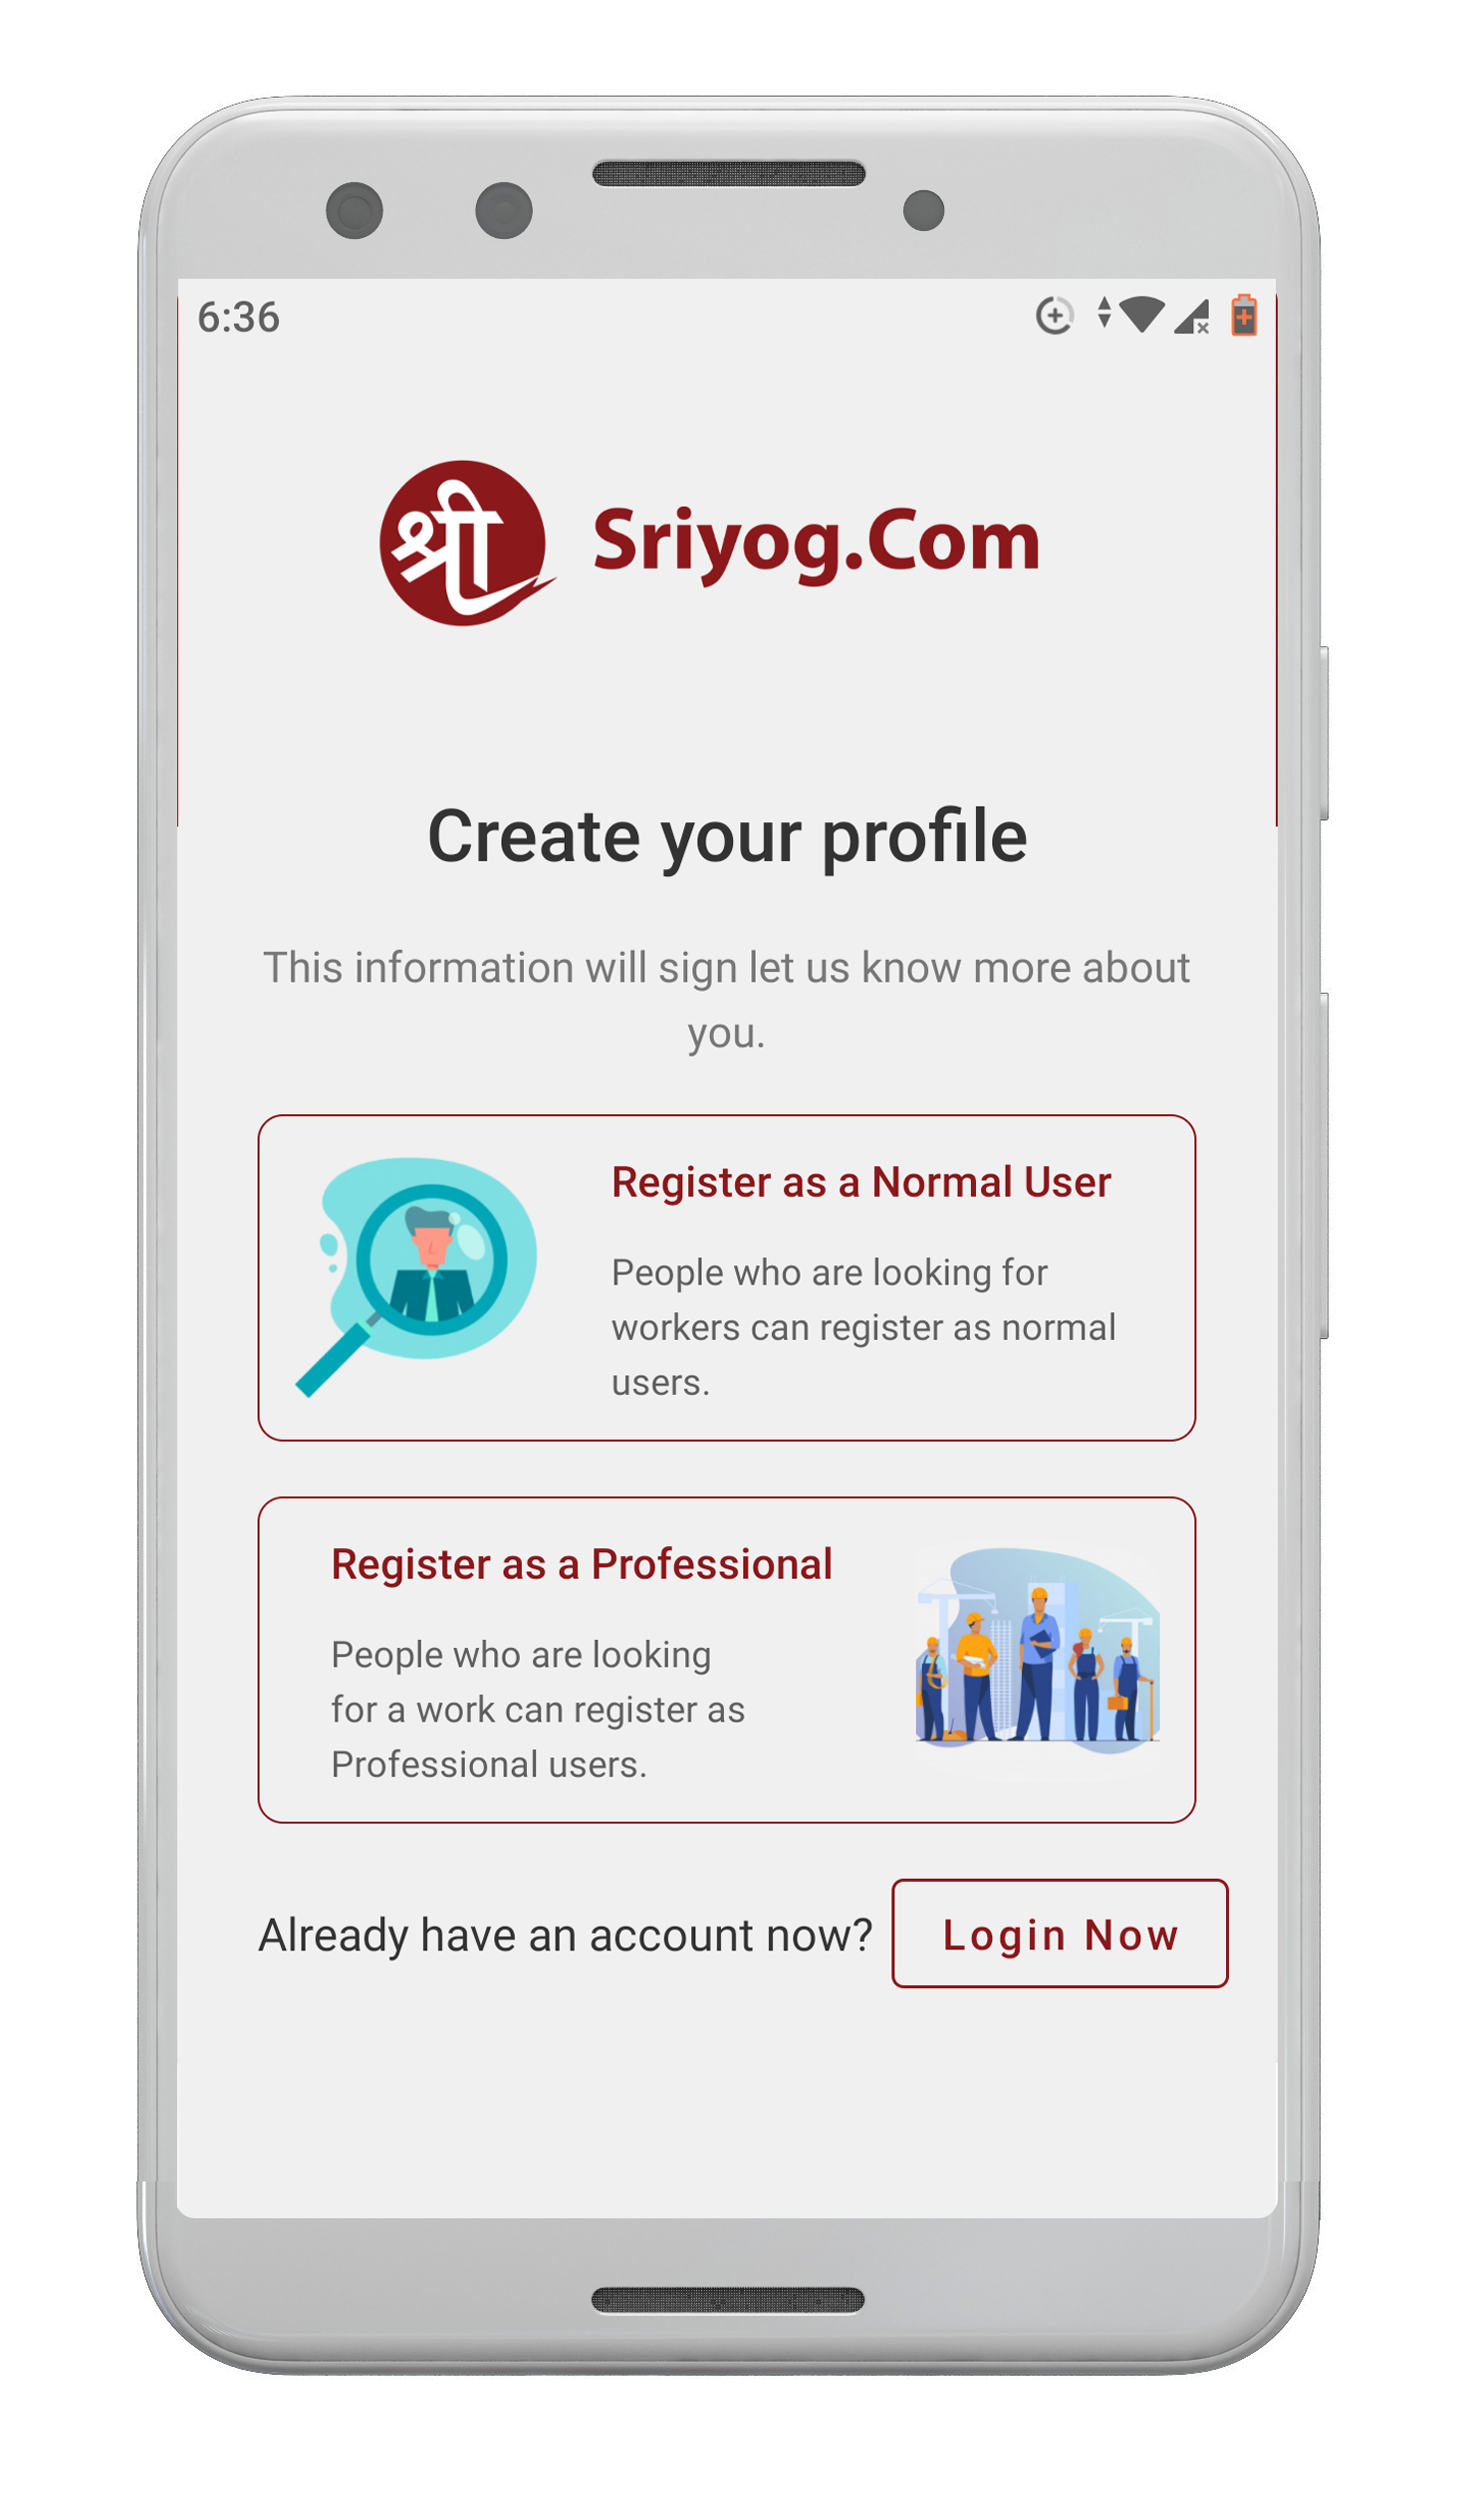 6:36
श्री
Sriyog.Com
Create your profile
This information will sign let us know more about
you.
Register as a Normal User
People who are looking for
workers can register as normal
users.
Register as a Professional
People who are looking
for a work can register as
Professional users.
Already have an account now?
Login Now